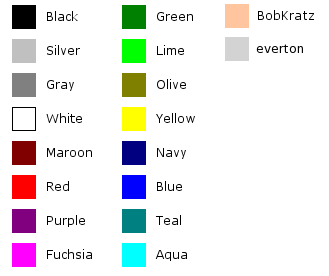 Black
Silver
Gray
White
Maroon
Red
Purple
Fuchsia
Green
Lime
Olive
Yellow
Navy
Blue
Teal
Aqua
BobKratz
everton